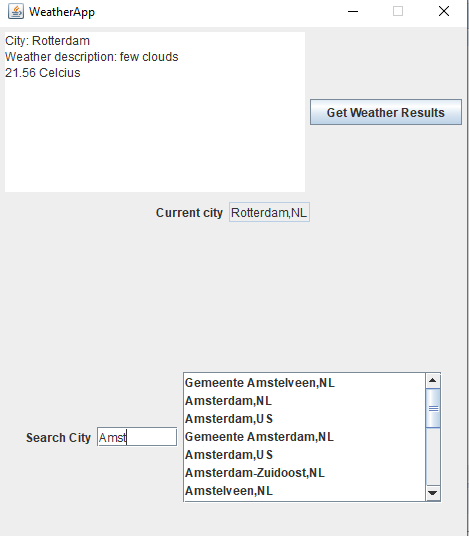 WeatherApp
City: Rotterdam
Weather description: few clouds
21.56 Celcius
Get Weather Results
Current city Rotterdam,NL
Gemeente Amstelveen,NL
Amsterdam,NL
Amsterdam,US
Search City Amst
Gemeente Amsterdam,NL
Amsterdam,US
Amsterdam-Zuidoost,NL
Amstelveen,NL